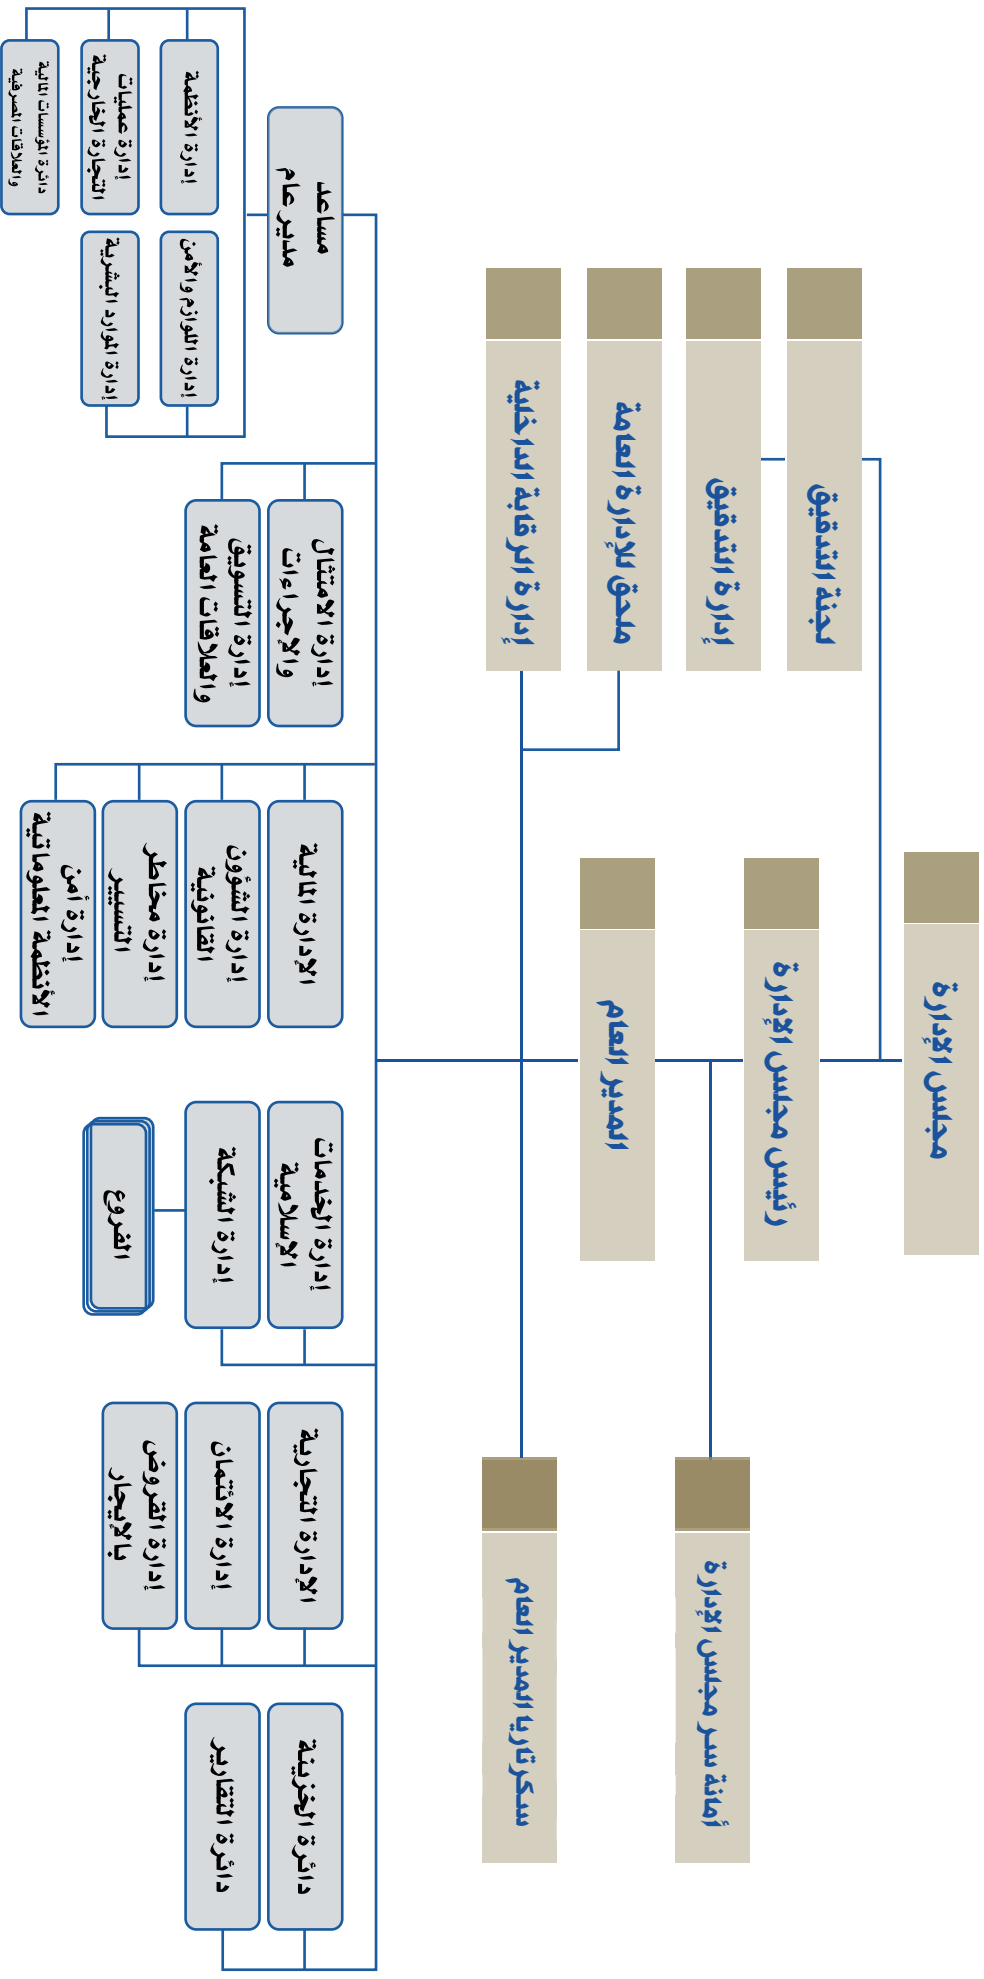 مجلس الإدارة
رئيس مجلس الإدارة
المدير العام
لجنة التدقيق
إدارة التدقيق
ملحق للإدارة العامة
إدارة الرقابة الداخلية
أمانة سر مجلس الإدارة
سكرتاريا المدير العام
مساعد
مدير عام
إدارة الأنظمة
إدارة عمليات
التجارة الخارجية
دائرة المؤسسات المالية
والعلاقات المصرفية
إدارة اللوازم والأمن
إدارة الموارد البشرية
إدارة الامتثال
والإجراءات
إدارة التسويق
والعلاقات العامة
الإدارة المالية
إدارة الشؤون
القانونية
إدارة مخاطر
التسيير
إدارة أمن
الأنظمة المعلوماتية
إدارة الخدمات
الإسلامية
إدارة الشبكة
الفروع
الإدارة التجارية
إدارة الائتمان
إدارة القروض
بالإيجار
دائرة الخزينة
دائرة التقارير